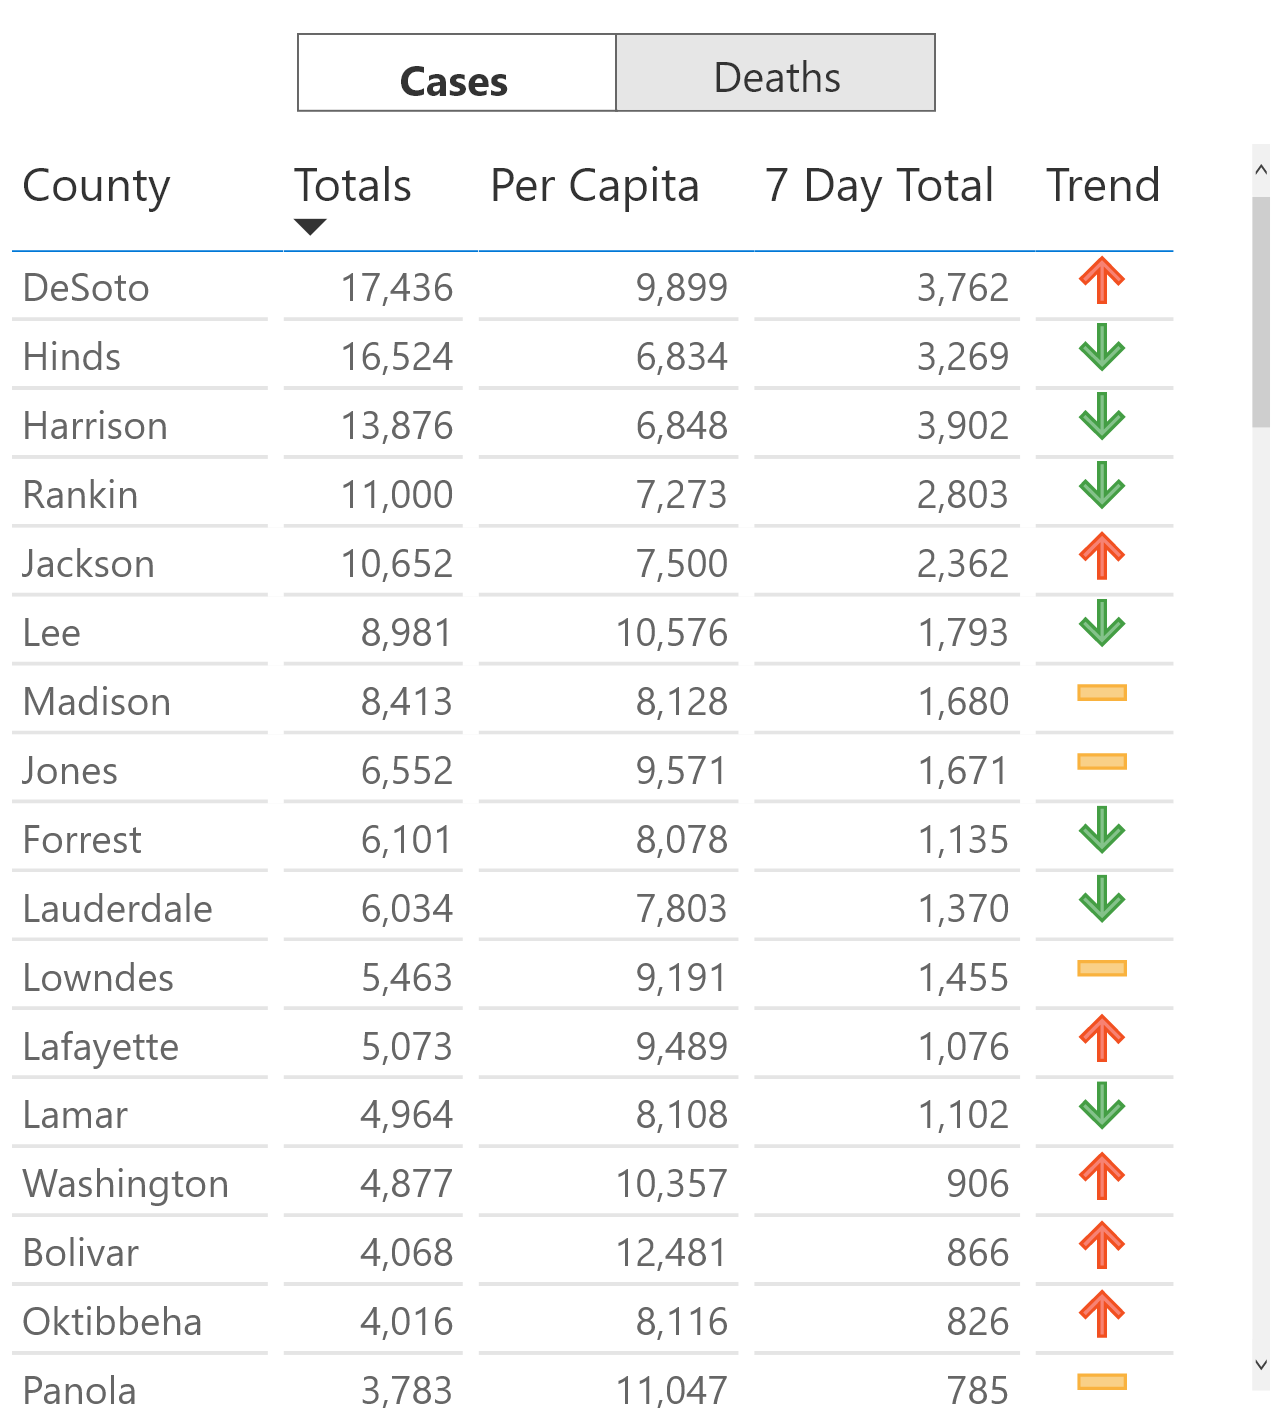 Cases Deaths
County Totals Per Capita 7 Day Total Trend
DeSoto 17,436 9,899 3,762
Hinds 16,524 6,834 3,269
Harrison 13,876 6,848 3,902
Rankin 11,000 7,273 2,803
Jackson 10,652 7,500 2,362
Lee 8,981 10,576 1,793
Madison 8,413 8,128 1,680
Jones 6,552 9,571 1,671
Forrest 6,101 8,078 1,135
Lauderdale 6,034 7,803 1,370
Lowndes 5,463 9,191 1,455
Lafayette 5,073 9,489 1,076
Lamar 4,964 8,108 1,102
Washington 4,877 10,357 906
Bolivar 4,068 12,481 866
Oktibbeha 4,016 8,116 826
Panola 3,783 11,047 785